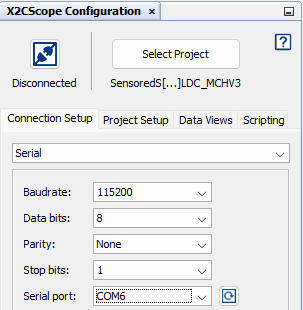 X2CScope Configuration ×
Select Project
Disconnected SensoredS[...]LDC_MCHV3
Connection Setup Project Setup Data Views Scripting
Serial
Baudrate: 115200
Data bits: 8
Parity: None
Stop bits: 1
Serial port: COM6